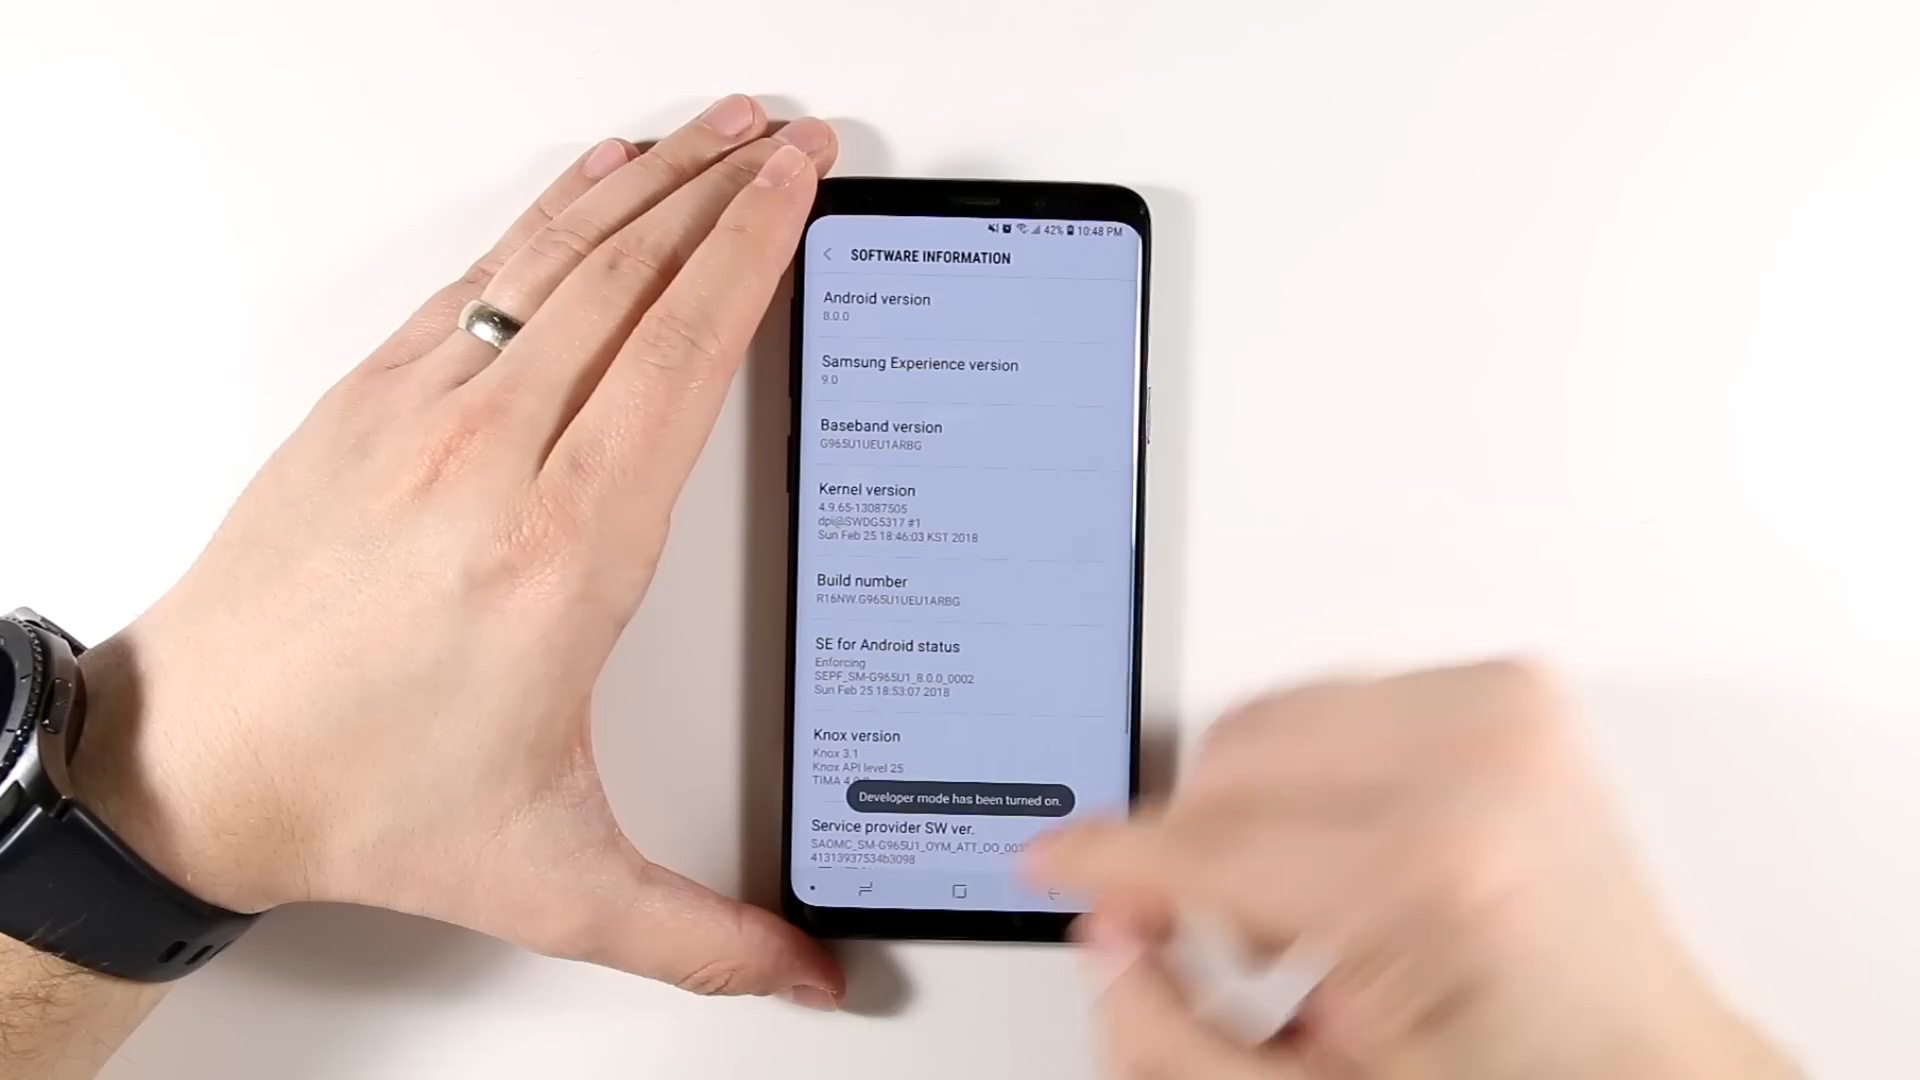 42% 10:48 PM
SOFTWARE INFORMATION
Android version
8.0.0
Samsung Experience version
9.0
Baseband version
G965U1UEU1ARBG
Kernel version
4.9.65-13087505
dpi@SWDG5317 #1
Sun Feb 25 18:46:03 KST 2018
Build number
R16NW.G965U1UEU1ARBG
SE for Android status
Enforcing
SEPF_SM-G965U1_8.0.0_0002
Sun Feb 25 18:53:07 2018
Knox version
Knox 3.1
Knox API level 25
TIMA
Developer mode has been turned on.
Service provider SW ver.
SAOMC_SM-G965U1_OYM_ATT_OO_00
41313937534b3098